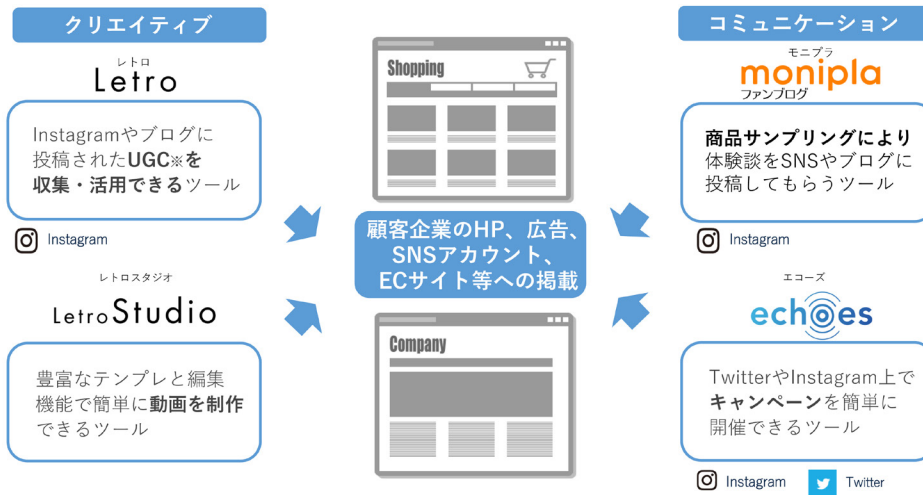 クリエイティブ
レトロ
Letro
Instagramやブログに
投稿されたUGC※を
収集・活用できるツール
Instagram
レトロスタジオ
LetroStudio
豊富なテンプレと編集
機能で簡単に動画を制作
できるツール
Shopping
顧客企業のHP、広告、
SNSアカウント、
ECサイト等への掲載
Company
コミュニケーション
モニプラ
monipla
ファンブログ
商品サンプリングにより
体験談をSNSやブログに
投稿してもらうツール
Instagram
エコーズ
echoes
TwitterやInstagram上で
キャンペーンを簡単に
開催できるツール
Instagram
Twitter